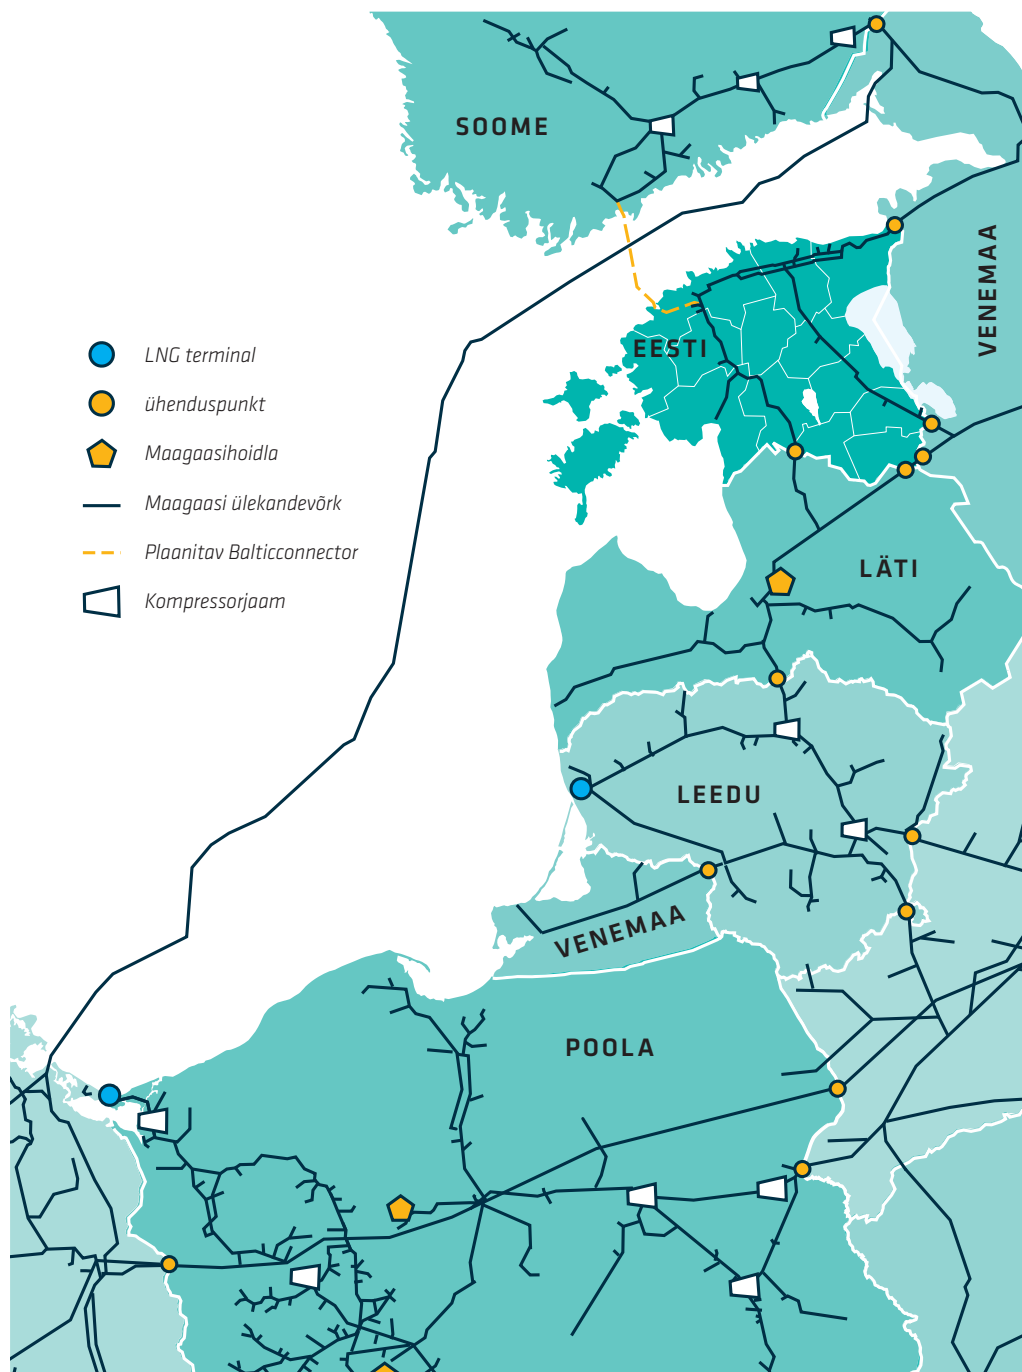 SOOME
VENEMAA
EESTI
LNG terminal
ühenduspunkt
Maagaasihoidla
Maagaasi ülekandevõrk
Plaanitav Balticconnector
Kompressorjaam
LÄTI
LEEDU
VENEMAA
POOLA